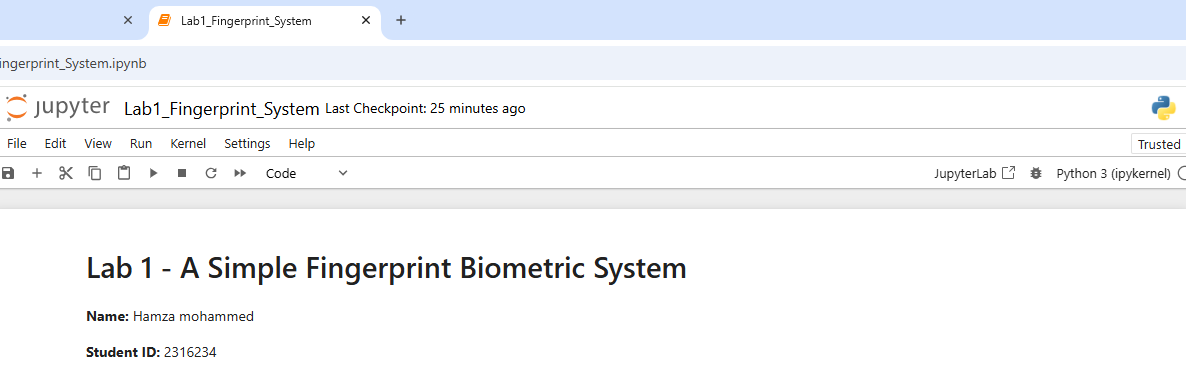 Lab1_Fingerprint_System
ingerprint_System.ipynb
jupyter Lab1_Fingerprint_System Last Checkpoint: 25 minutes ago
File Edit View Run Kernel Settings Help Trusted
Code JupyterLab Python 3 (ipykernel)
Lab 1 - A Simple Fingerprint Biometric System
Name: Hamza mohammed
Student ID: 2316234